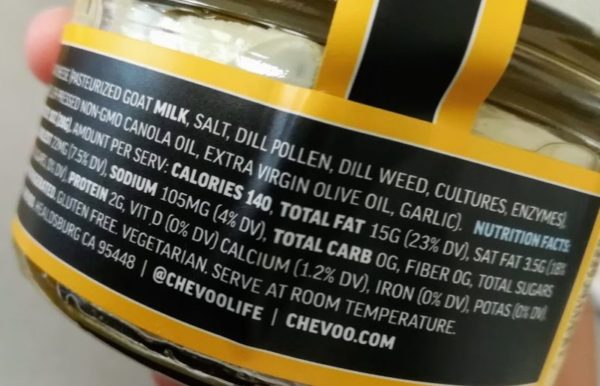 (PASTEURIZED GOAT MILK, SALT, DILL POLLEN, DILL WEED, CULTURES, ENZYMES),
PRESSED NON-GMO CANOLA OIL, EXTRA VIRGIN OLIVE OIL, GARLIC). NUTRITION FACTS:
AMOUNT PER SERV: CALORIES 140, TOTAL FAT 15G (23% DV), SAT FAT 3.5G (18%
22MG (7.5% DV), SODIUM 105MG (4% DV), TOTAL CARB 0G, FIBER 0G, TOTAL SUGARS
0% DV), PROTEIN 2G, VIT D (0% DV) CALCIUM (1.2% DV), IRON (0% DV), POTAS (0% DV).
GLUTEN FREE. VEGETARIAN. SERVE AT ROOM TEMPERATURE.
HEALDSBURG CA 95448 | @CHEVOOLIFE | CHEVOO.COM